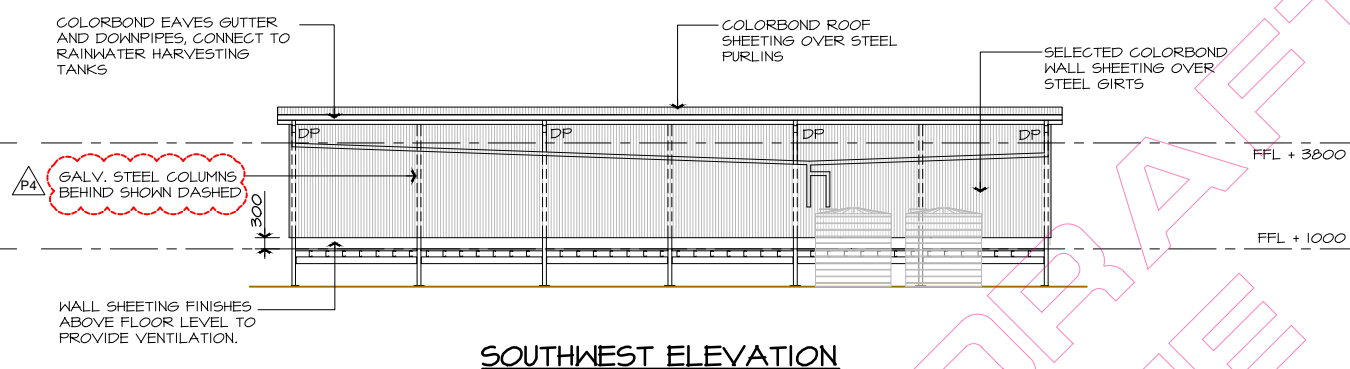 COLORBOND EAVES GUTTER
AND DOWNPIPES, CONNECT TO
RAINWATER HARVESTING
TANKS
COLORBOND ROOF
SHEETING OVER STEEL
PURLINS
SELECTED COLORBOND
WALL SHEETING OVER
STEEL GIRTS
DP
DP
DP
DP
FFL + 3800
P4
GALV. STEEL COLUMNS
BEHIND SHOWN DASHED
300
FFL + 1000
WALL SHEETING FINISHES
ABOVE FLOOR LEVEL TO
PROVIDE VENTILATION.
SOUTHWEST ELEVATION